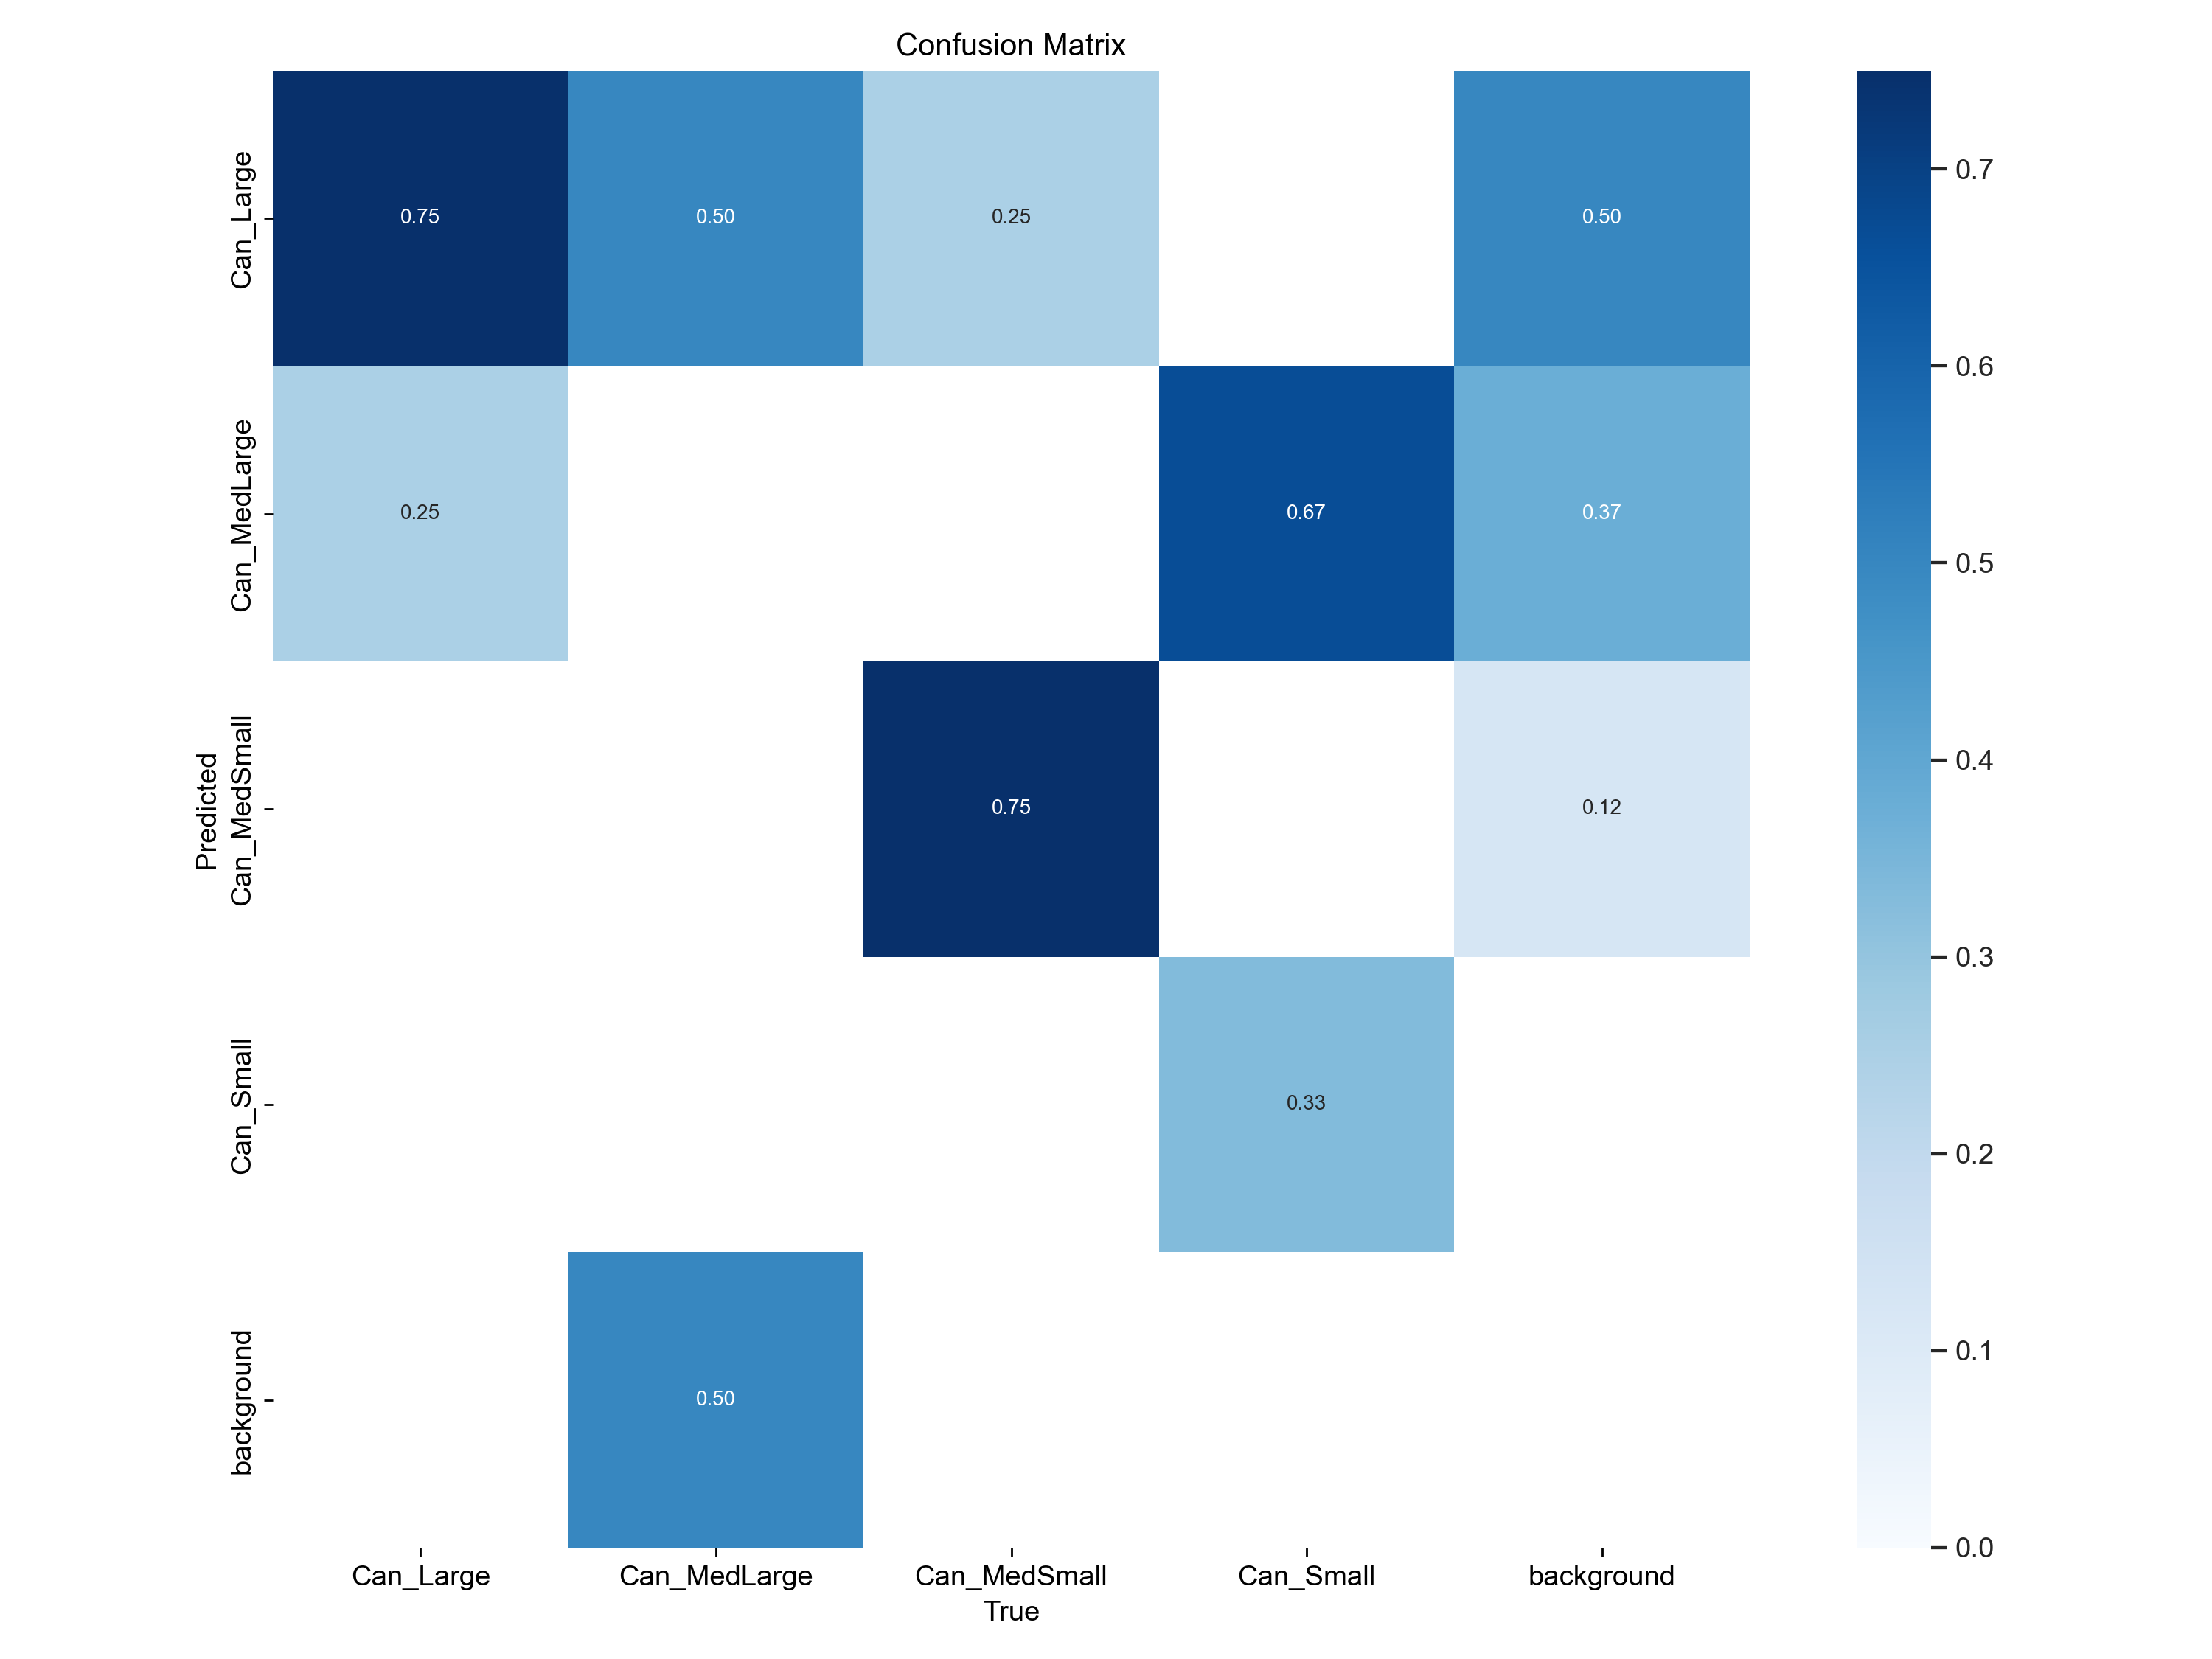 Confusion Matrix
Predicted
Can_Large
Can_MedLarge
Can_MedSmall
Can_Small
background
0.75 0.50 0.25 0.50
0.25 0.67 0.37
0.75 0.12
0.33
0.50
Can_Large Can_MedLarge Can_MedSmall Can_Small background
True
0.7
0.6
0.5
0.4
0.3
0.2
0.1
0.0